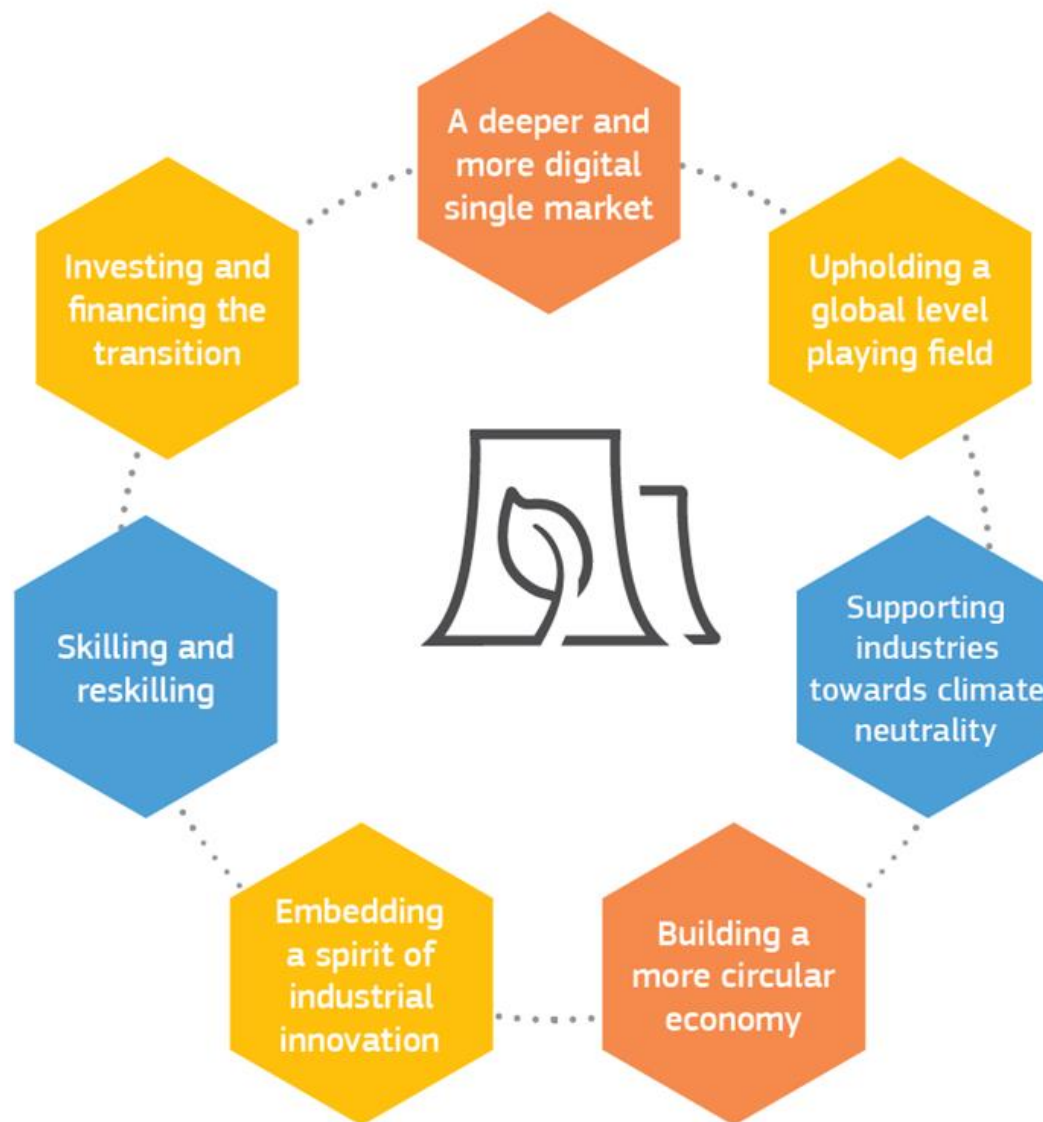 A deeper and
more digital
single market
Upholding a
global level
playing field
Supporting
industries
towards climate
neutrality
Building a
more circular
economy
Embedding
a spirit of
industrial
innovation
Skilling and
reskilling
Investing and
financing the
transition